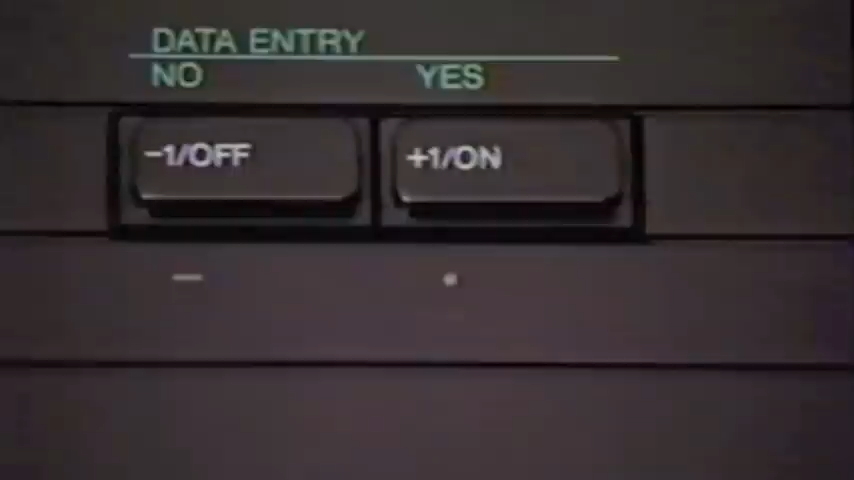 DATA ENTRY
NO YES
-1/OFF +1/ON
— •